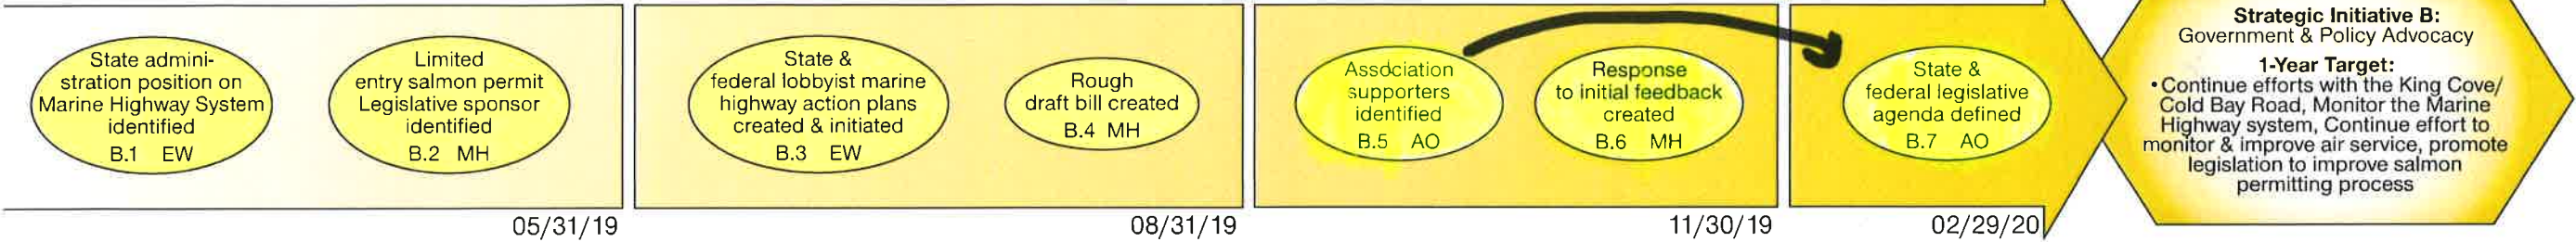 State admini-
stration position on
Marine Highway System
identified
B.1 EW
Limited
entry salmon permit
Legislative sponsor
identified
B.2 MH
05/31/19
State &
federal lobbyist marine
highway action plans
created & initiated
B.3 EW
Rough
draft bill created
B.4 MH
08/31/19
Association
supporters
identified
B.5 AO
Response
to initial feedback
created
B.6 MH
11/30/19
State &
federal legislative
agenda defined
B.7 AO
02/29/20
Strategic Initiative B:
Government & Policy Advocacy
1-Year Target:
•Continue efforts with the King Cove/
Cold Bay Road, Monitor the Marine
Highway system, Continue effort to
monitor & improve air service, promote
legislation to improve salmon
permitting process